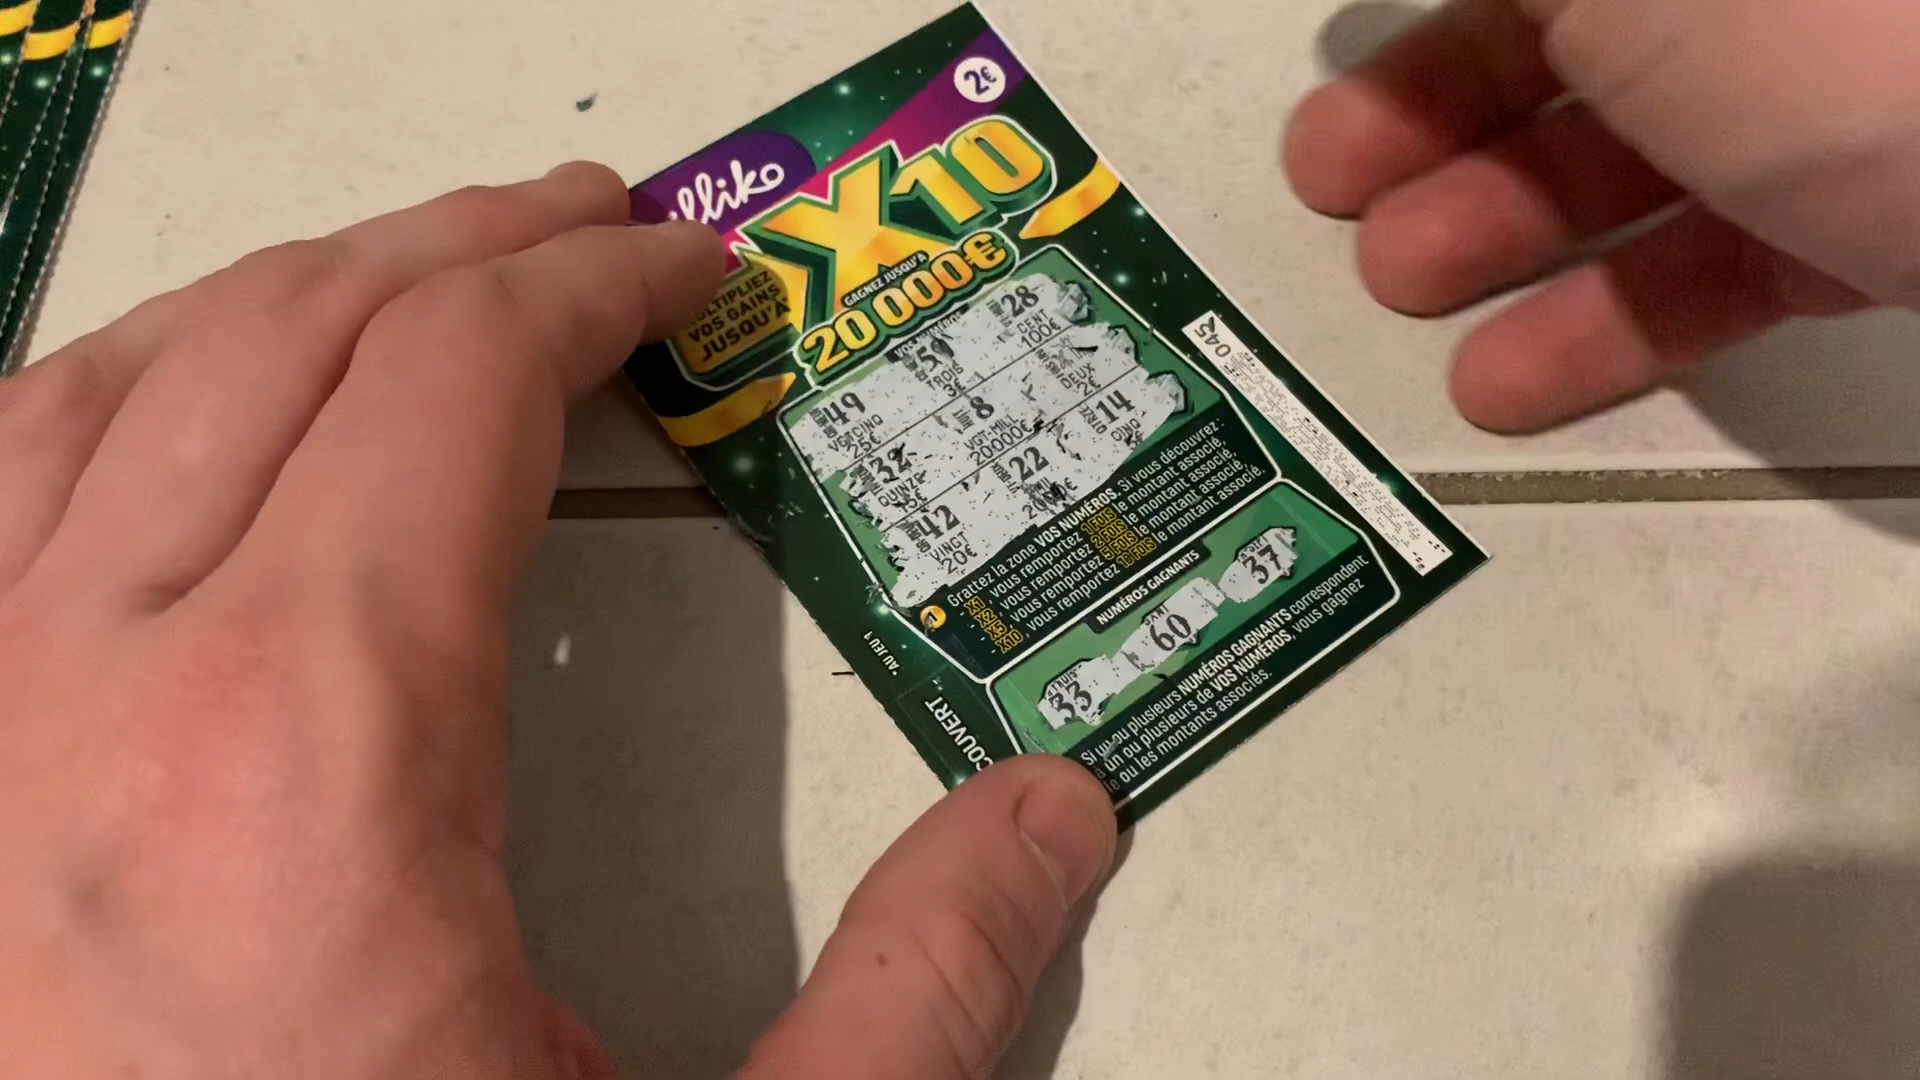 2€
illiko
X10
MULTIPLIEZ
VOS GAINS
JUSQU'À
GAGNEZ JUSQU'À
20 000€
VOS NUMÉROS
49
25€
59
TROIS
3€
28
CENT
100€
32
QUINZE
15€
8
VGT-MILL
20000€
DEUX
2€
42
VINGT
20€
22
14
CINQ
5€
045
1 Grattez la zone VOS NUMÉROS. Si vous découvrez :
- X1, vous remportez 1 FOIS le montant associé,
- X2, vous remportez 2 FOIS le montant associé,
- X5, vous remportez 5 FOIS le montant associé,
- X10, vous remportez 10 FOIS le montant associé.
NUMÉROS GAGNANTS
33
60
37
Si un ou plusieurs NUMÉROS GAGNANTS correspondent
à un ou plusieurs de VOS NUMÉROS, vous gagnez
le ou les montants associés.
* AU JEU 1
COUVERT